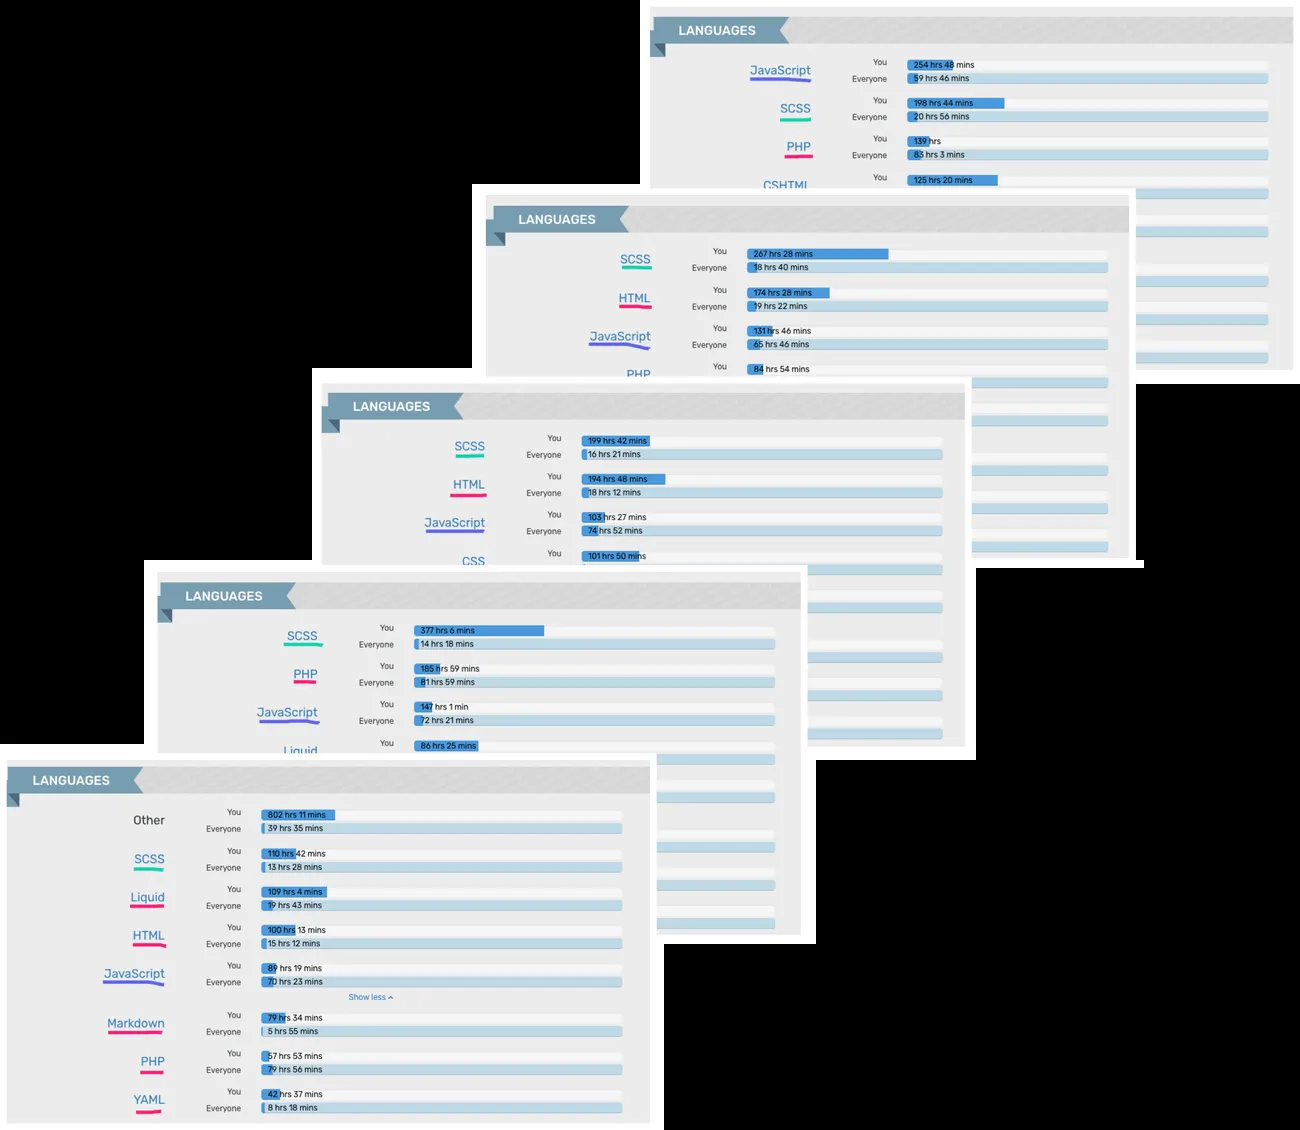 LANGUAGES
JavaScript
You 254 hrs 48 mins
Everyone 59 hrs 46 mins
SCSS
You 198 hrs 44 mins
Everyone 20 hrs 56 mins
PHP
You 139 hrs
Everyone 83 hrs 3 mins
CSHTML
You 125 hrs 20 mins
LANGUAGES
SCSS
You 267 hrs 28 mins
Everyone 18 hrs 40 mins
HTML
You 174 hrs 28 mins
Everyone 19 hrs 22 mins
JavaScript
You 131 hrs 46 mins
Everyone 65 hrs 46 mins
PHP
You 84 hrs 54 mins
LANGUAGES
SCSS
You 199 hrs 42 mins
Everyone 16 hrs 21 mins
HTML
You 194 hrs 48 mins
Everyone 18 hrs 12 mins
JavaScript
You 103 hrs 27 mins
Everyone 74 hrs 52 mins
CSS
You 101 hrs 50 mins
LANGUAGES
SCSS
You 377 hrs 6 mins
Everyone 14 hrs 18 mins
PHP
You 185 hrs 59 mins
Everyone 81 hrs 59 mins
JavaScript
You 147 hrs 1 min
Everyone 72 hrs 21 mins
Liquid
You 86 hrs 25 mins
LANGUAGES
Other
You 802 hrs 11 mins
Everyone 39 hrs 35 mins
SCSS
You 110 hrs 42 mins
Everyone 13 hrs 28 mins
Liquid
You 109 hrs 4 mins
Everyone 19 hrs 43 mins
HTML
You 100 hrs 13 mins
Everyone 15 hrs 12 mins
JavaScript
You 89 hrs 19 mins
Everyone 70 hrs 23 mins
Show less
Markdown
You 79 hrs 34 mins
Everyone 5 hrs 55 mins
PHP
You 57 hrs 53 mins
Everyone 79 hrs 56 mins
YAML
You 42 hrs 37 mins
Everyone 8 hrs 18 mins